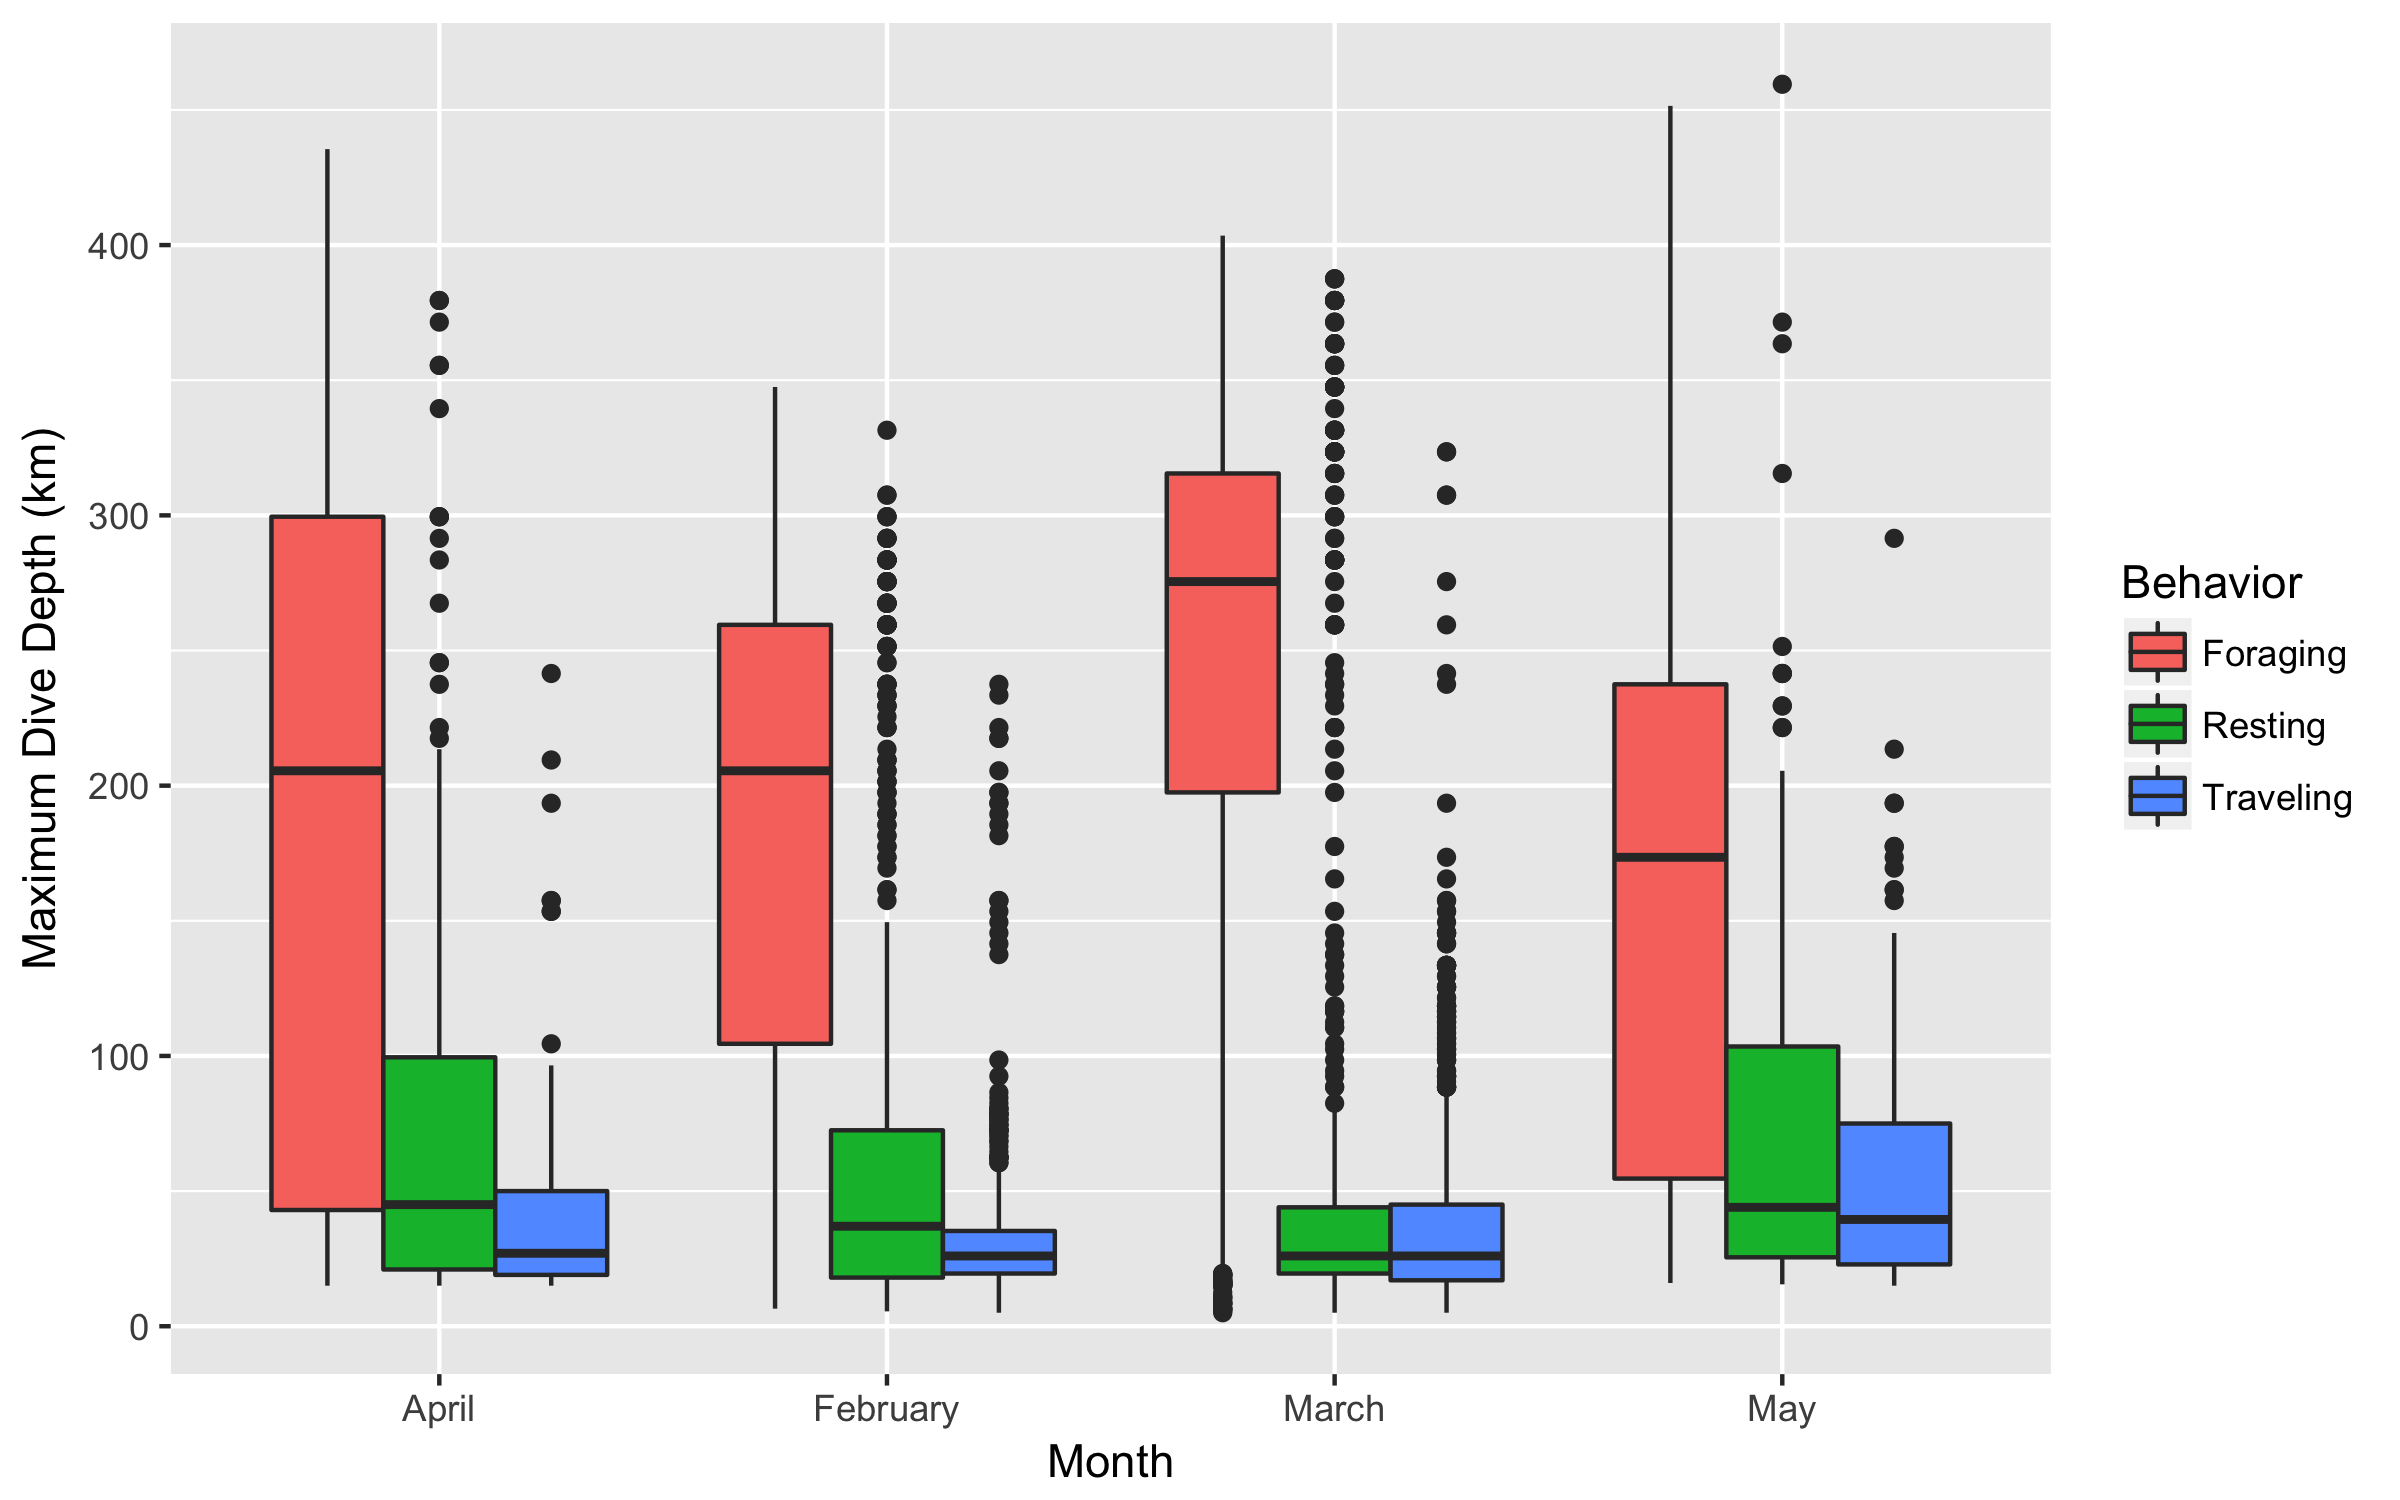 Maximum Dive Depth (km)
400
300
200
100
0
April
February
March
May
Month
Behavior
Foraging
Resting
Traveling